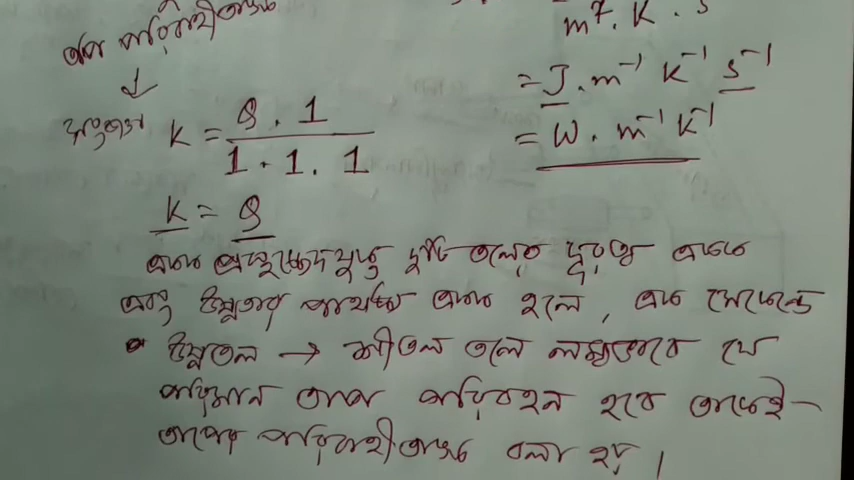 তাপ পরিবাহীতাঙ্ক
m². K . s
↓
= J . m⁻¹ K⁻¹ s⁻¹
K = Q . 1 / 1 . 1 . 1
= W . m⁻¹ K⁻¹
K = Q
একক প্রস্থচ্ছেদযুক্ত দুটি তলের দূরত্ব একক
এবং উষ্ণতার পার্থক্য একক হলে, এক সেকেন্ডে
উষ্ণতল → শীতল তলে লম্বভাবে যে
পরিমান তাপ পরিবহন হবে তাকেই
তাপের পরিবাহীতাঙ্ক বলা হয়।